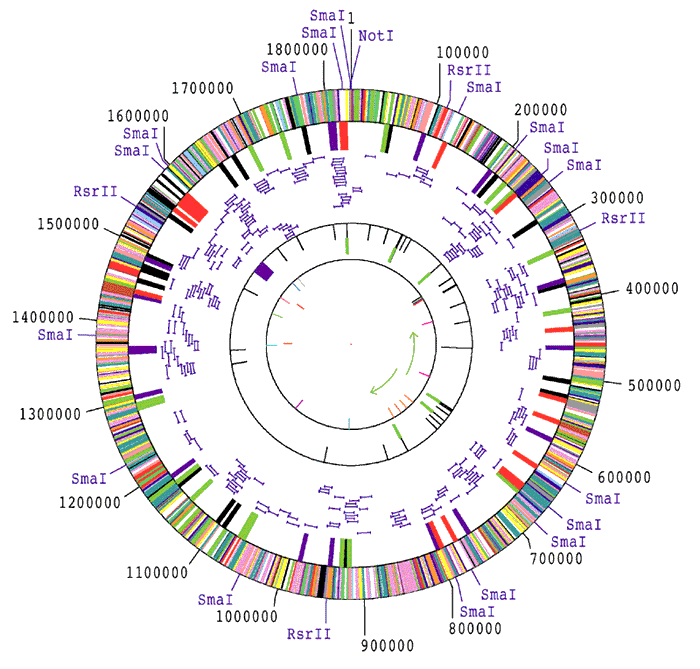 SmaI 1
SmaI NotI
1800000
100000
SmaI
RsrII
SmaI
1700000
200000
SmaI
1600000
SmaI
SmaI
SmaI
SmaI
RsrII
300000
RsrII
1500000
400000
1400000
SmaI
500000
1300000
600000
SmaI
SmaI
1200000
SmaI
SmaI
700000
1100000
SmaI
SmaI
SmaI
1000000
800000
RsrII
900000